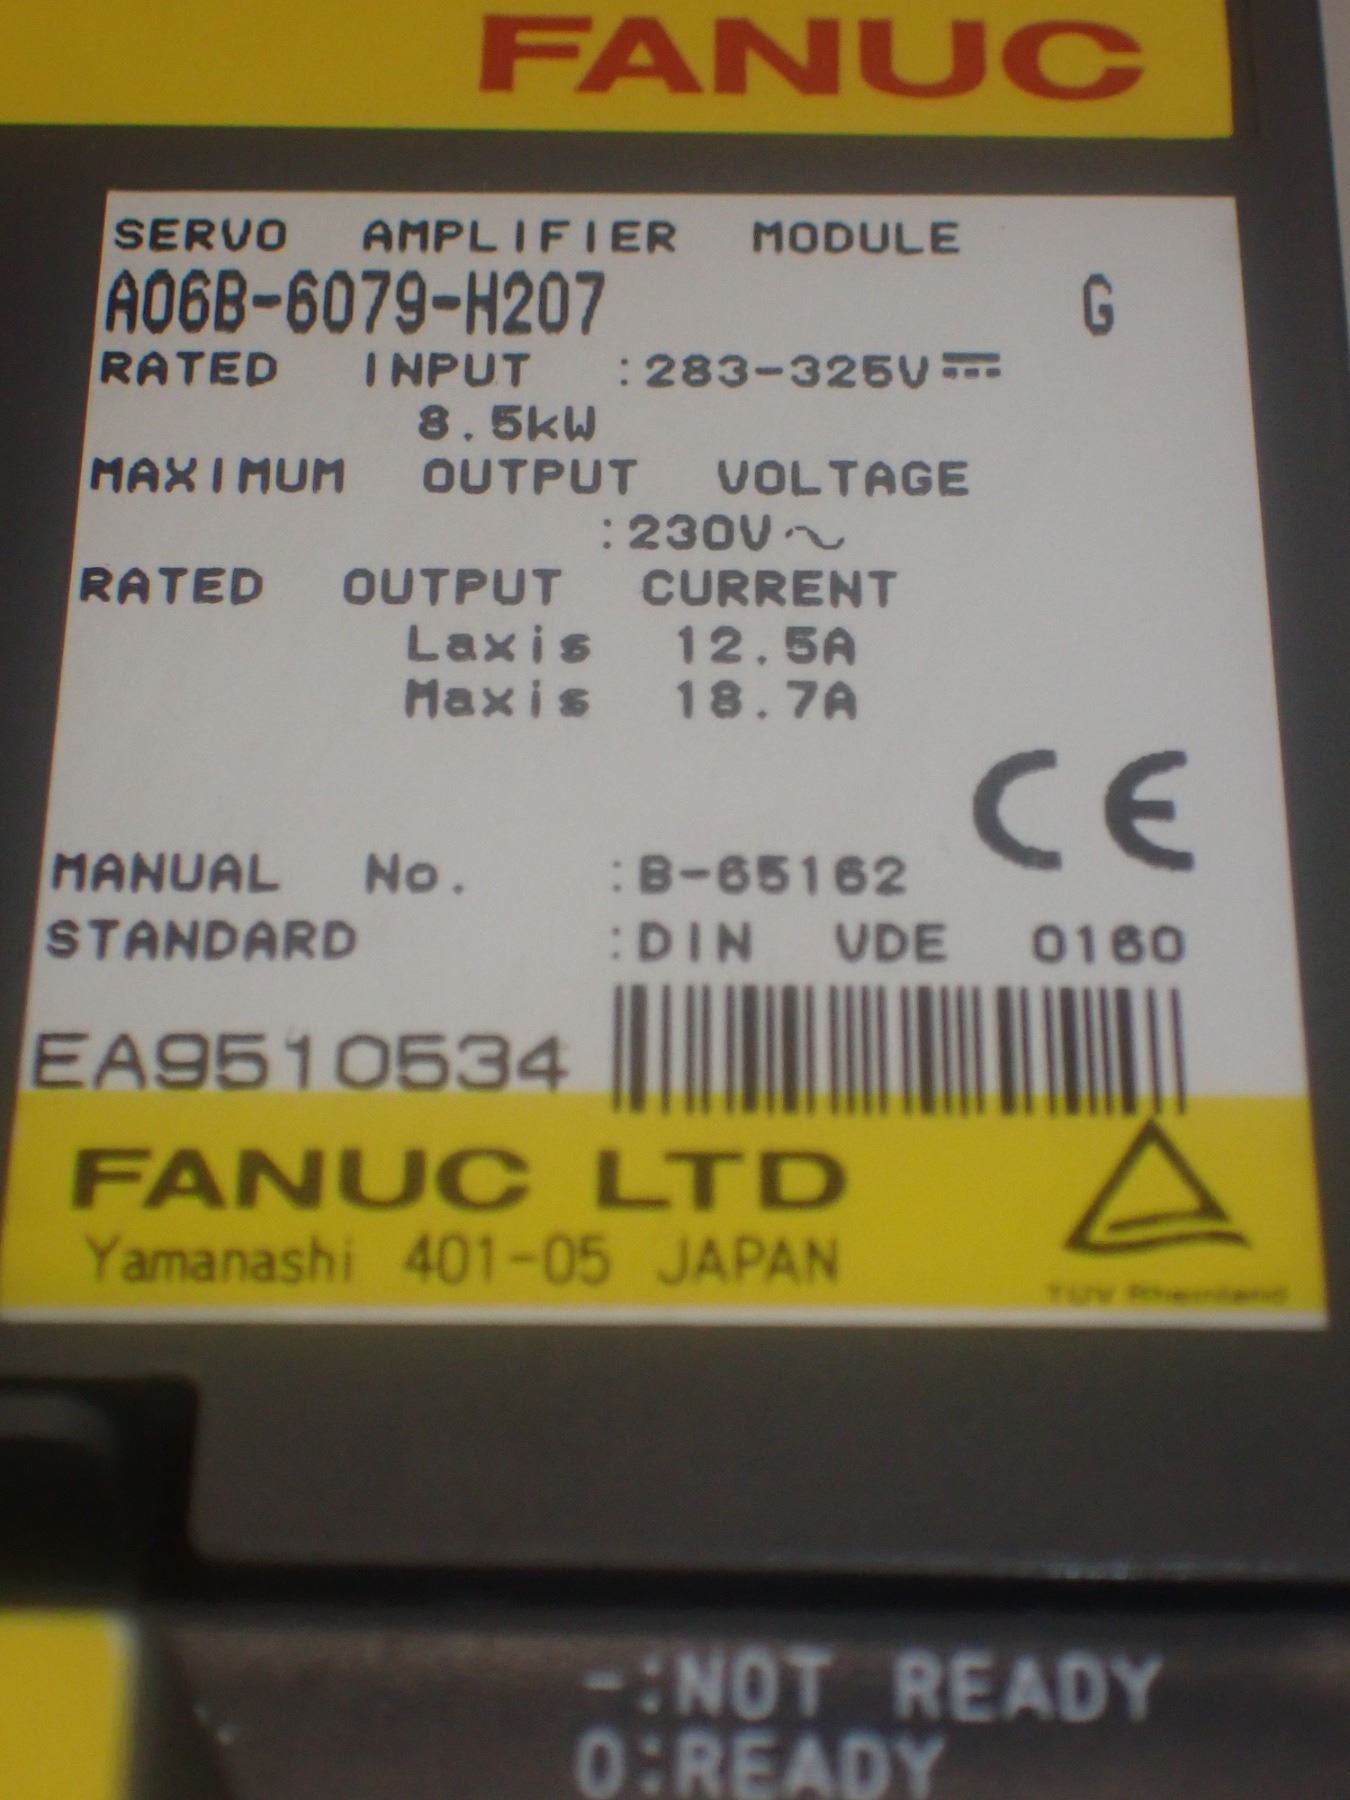 FANUC
SERVO AMPLIFIER MODULE
A06B-6079-H207 G
RATED INPUT :283-325V⎓
8.5kW
MAXIMUM OUTPUT VOLTAGE
:230V~
RATED OUTPUT CURRENT
Laxis 12.5A
Maxis 18.7A
CE
MANUAL No. :B-65162
STANDARD :DIN VDE 0160
EA9510534
FANUC LTD
Yamanashi 401-05 JAPAN
TUV Rheinland
-:NOT READY
0:READY